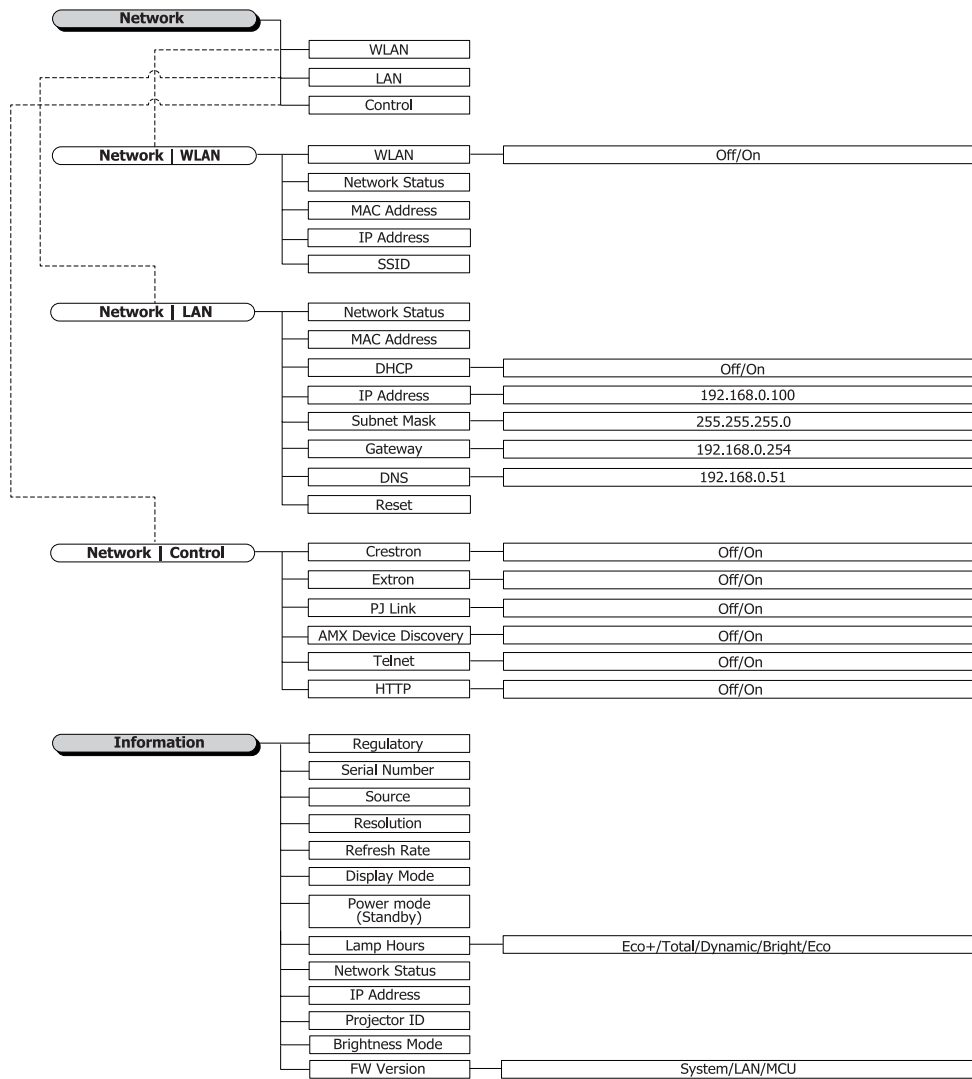 Network
WLAN
LAN
Control
Network | WLAN
WLAN
Off/On
Network Status
MAC Address
IP Address
SSID
Network | LAN
Network Status
MAC Address
DHCP
Off/On
IP Address
192.168.0.100
Subnet Mask
255.255.255.0
Gateway
192.168.0.254
DNS
192.168.0.51
Reset
Network | Control
Crestron
Off/On
Extron
Off/On
PJ Link
Off/On
AMX Device Discovery
Off/On
Telnet
Off/On
HTTP
Off/On
Information
Regulatory
Serial Number
Source
Resolution
Refresh Rate
Display Mode
Power mode
(Standby)
Lamp Hours
Eco+/Total/Dynamic/Bright/Eco
Network Status
IP Address
Projector ID
Brightness Mode
FW Version
System/LAN/MCU